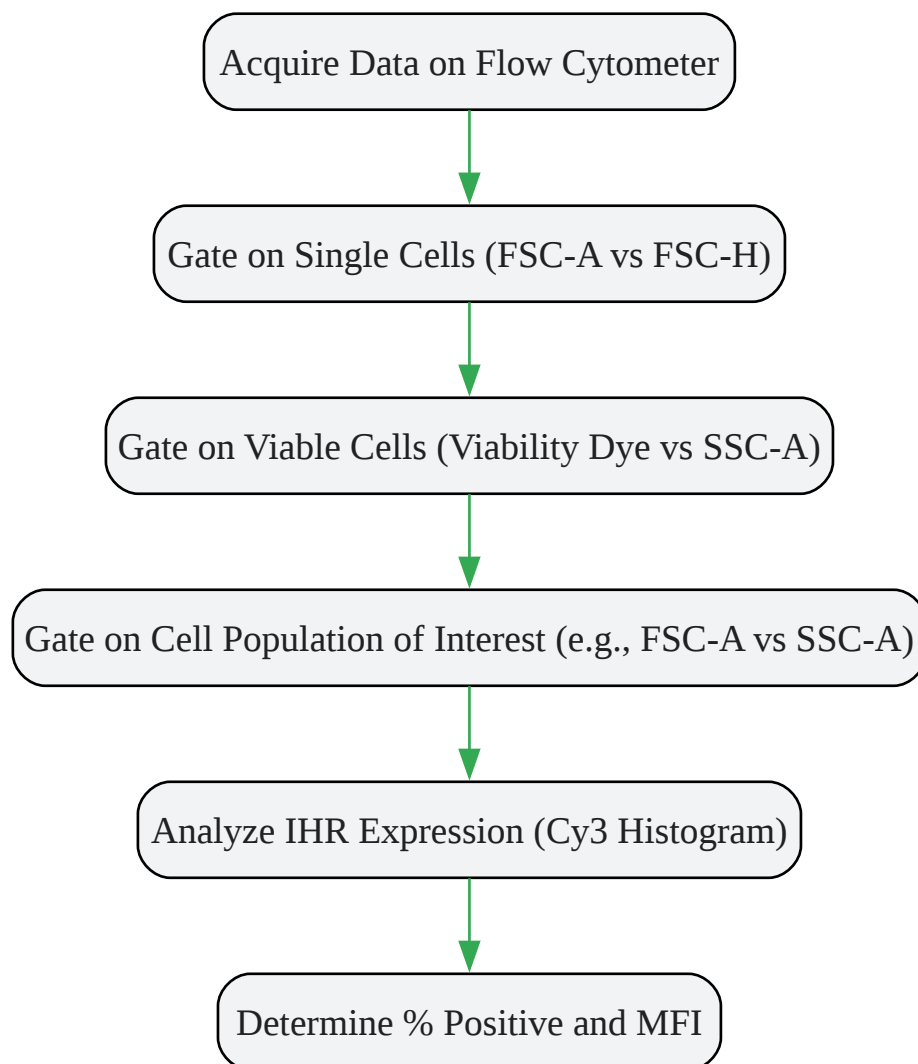 Acquire Data on Flow Cytometer
Gate on Single Cells (FSC-A vs FSC-H)
Gate on Viable Cells (Viability Dye vs SSC-A)
Gate on Cell Population of Interest (e.g., FSC-A vs SSC-A)
Analyze IHR Expression (Cy3 Histogram)
Determine % Positive and MFI